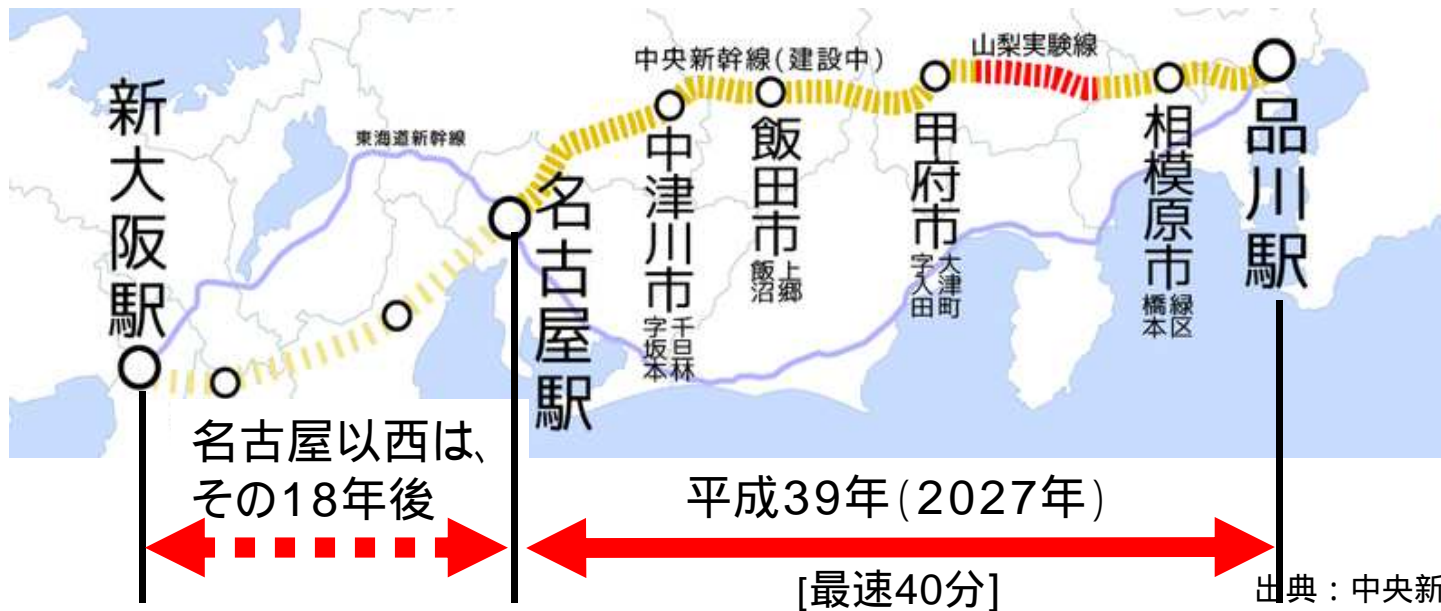 山梨実験線
中央新幹線(建設中)
東海道新幹線
新大阪駅
名古屋駅
中津川市
千旦林
字坂本
飯田市
上郷
飯沼
甲府市
大津町
字人田
相模原市
緑区
橋本
品川駅
名古屋以西は、
その18年後
平成39年(2027年)
[最速40分]
出典：中央新